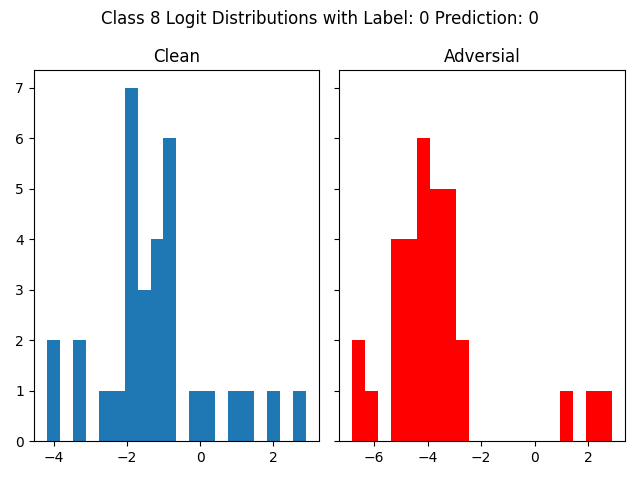 Class 8 Logit Distributions with Label: 0 Prediction: 0
Clean
Adversial
7
6
5
4
3
2
1
0
−4 −2 0 2
−6 −4 −2 0 2